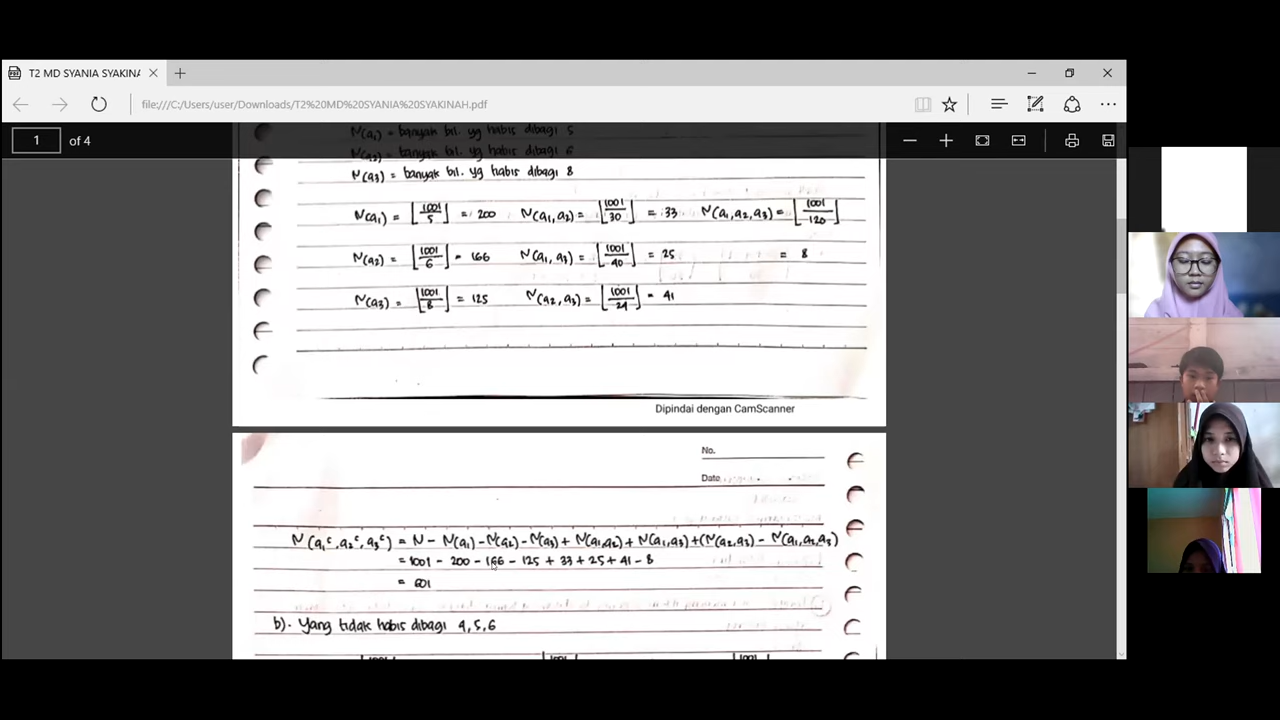 T2 MD SYANIA SYAKINA
file:///C:/Users/user/Downloads/T2%20MD%20SYANIA%20SYAKINAH.pdf
1 of 4
N(a1) = banyak bil. yg habis dibagi 5
N(a2) = banyak bil. yg habis dibagi 6
N(a3) = banyak bil. yg habis dibagi 8
N(a1) = ⌊1001/5⌋ = 200 N(a1,a2) = ⌊1001/30⌋ = 33 N(a1,a2,a3) = ⌊1001/120⌋
N(a2) = ⌊1001/6⌋ = 166 N(a1,a3) = ⌊1001/40⌋ = 25 = 8
N(a3) = ⌊1001/8⌋ = 125 N(a2,a3) = ⌊1001/24⌋ = 41
Dipindai dengan CamScanner
No.
Date
N(a1ᶜ,a2ᶜ,a3ᶜ) = N - N(a1) - N(a2) - N(a3) + N(a1,a2) + N(a1,a3) + (N(a2,a3) - N(a1,a2,a3)
= 1001 - 200 - 166 - 125 + 33 + 25 + 41 - 8
= 601
b). Yang tidak habis dibagi 4,5,6
1001 1001 1001